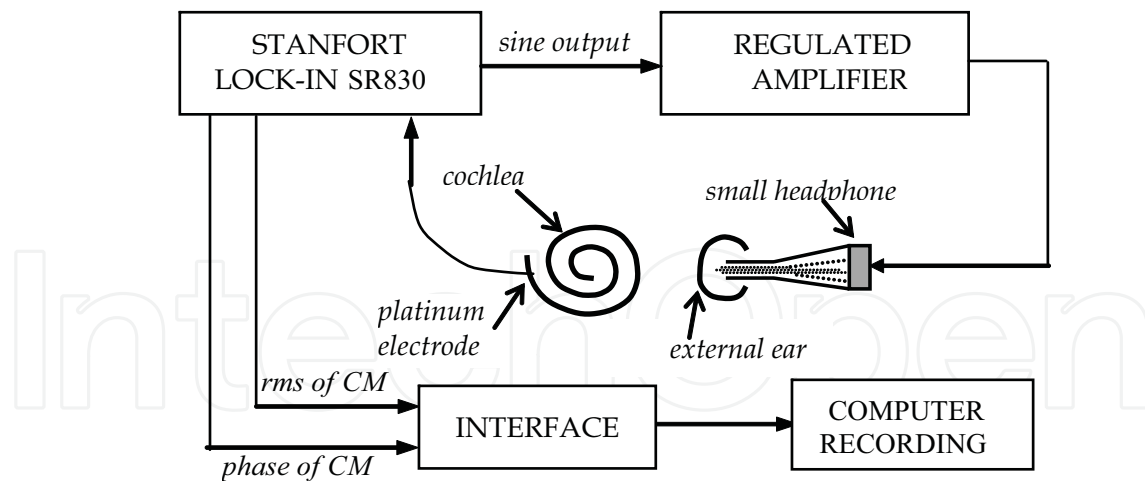 STANFORT
LOCK-IN SR830
sine output
REGULATED
AMPLIFIER
cochlea
small headphone
platinum
electrode
external ear
rms of CM
phase of CM
INTERFACE
COMPUTER
RECORDING
IntechOpen